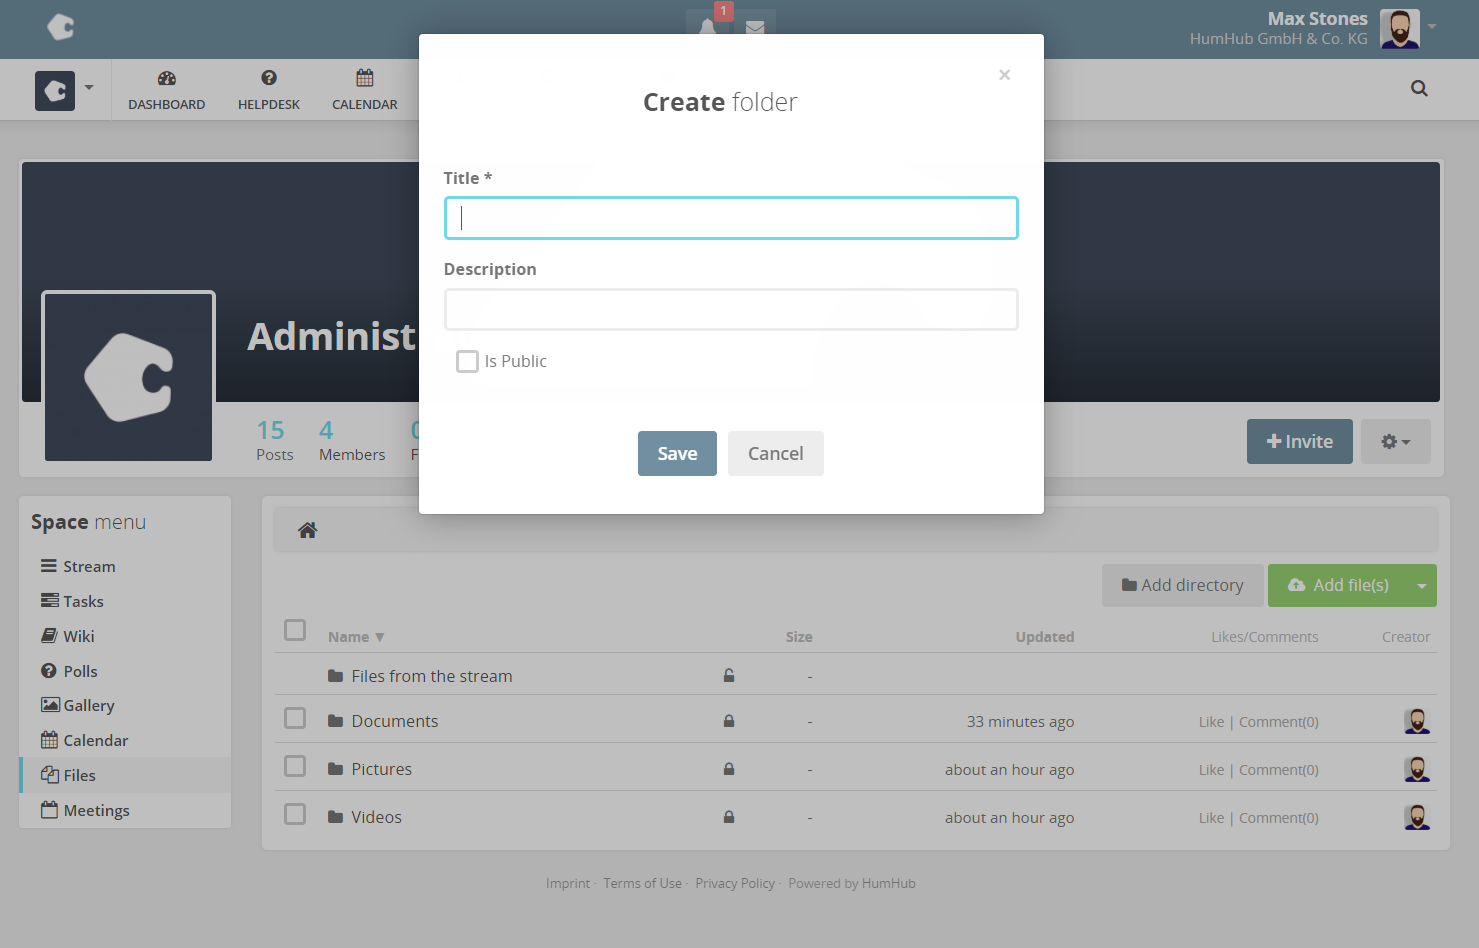 1
Max Stones
HumHub GmbH & Co. KG
DASHBOARD
HELPDESK
CALENDAR
×
Create folder
Title *
Description
Is Public
Save
Cancel
Administ
15
Posts
4
Members
Invite
Space menu
Stream
Tasks
Wiki
Polls
Gallery
Calendar
Files
Meetings
Add directory
Add file(s)
Name ▼ Size Updated Likes/Comments Creator
Files from the stream -
Documents - 33 minutes ago Like | Comment(0)
Pictures - about an hour ago Like | Comment(0)
Videos - about an hour ago Like | Comment(0)
Imprint · Terms of Use · Privacy Policy · Powered by HumHub